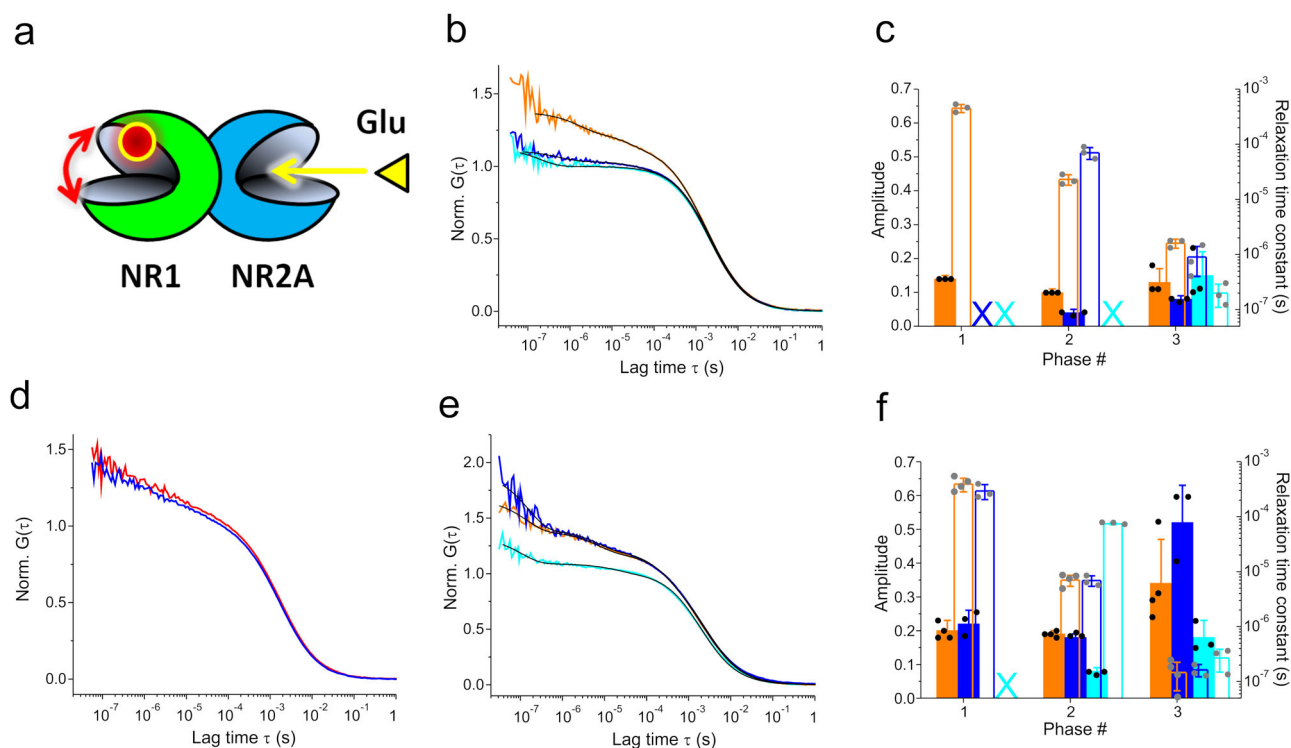 a
Glu
NR1
NR2A
b
1.5
1.0
0.5
0.0
Norm. G(τ)
10⁻⁷
10⁻⁶
10⁻⁵
10⁻⁴
10⁻³
10⁻²
10⁻¹
1
Lag time τ (s)
c
0.7
0.6
0.5
0.4
0.3
0.2
0.1
0.0
Amplitude
X X
X
1
2
3
Phase #
10⁻³
10⁻⁴
10⁻⁵
10⁻⁶
10⁻⁷
Relaxation time constant (s)
d
1.5
1.0
0.5
0.0
Norm. G(τ)
10⁻⁷
10⁻⁶
10⁻⁵
10⁻⁴
10⁻³
10⁻²
10⁻¹
1
Lag time τ (s)
e
2.0
1.5
1.0
0.5
0.0
Norm. G(τ)
10⁻⁷
10⁻⁶
10⁻⁵
10⁻⁴
10⁻³
10⁻²
10⁻¹
1
Lag time τ (s)
f
0.7
0.6
0.5
0.4
0.3
0.2
0.1
0.0
Amplitude
X
1
2
3
Phase #
10⁻³
10⁻⁴
10⁻⁵
10⁻⁶
10⁻⁷
Relaxation time constant (s)